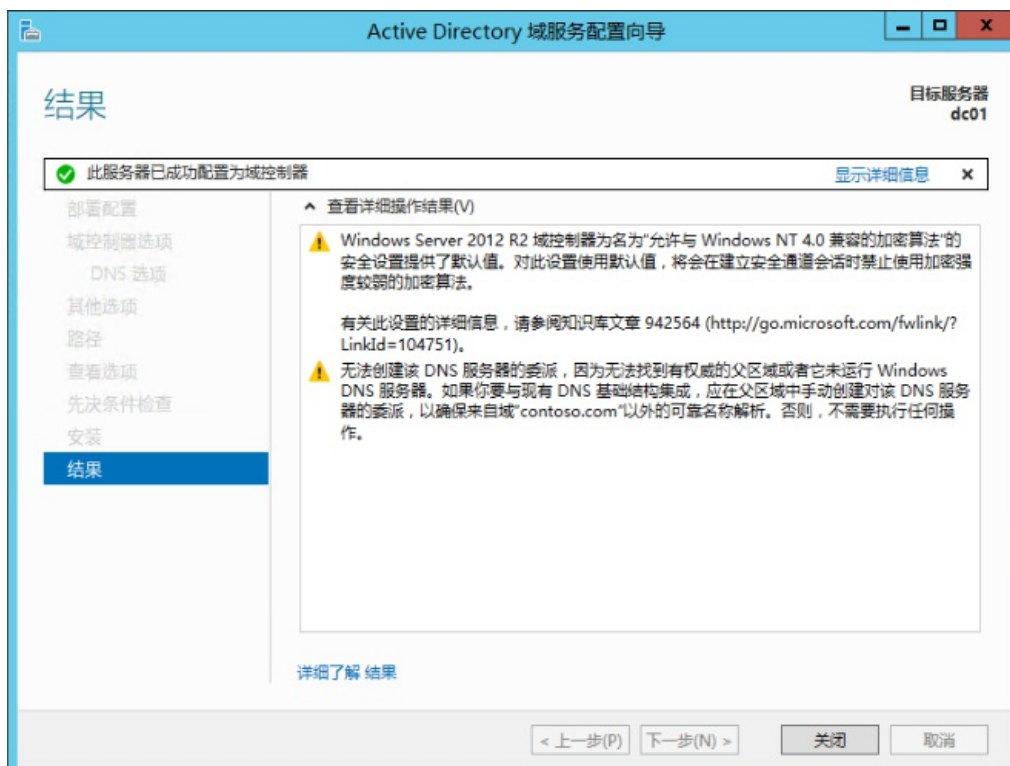 Active Directory 域服务配置向导
结果
目标服务器
dc01
此服务器已成功配置为域控制器
显示详细信息
部署配置
域控制器选项
DNS 选项
其他选项
路径
查看选项
先决条件检查
安装
结果
查看详细操作结果(V)
Windows Server 2012 R2 域控制器为名为"允许与 Windows NT 4.0 兼容的加密算法"的
安全设置提供了默认值。对此设置使用默认值，将会在建立安全通道会话时禁止使用加密强
度较弱的加密算法。
有关此设置的详细信息，请参阅知识库文章 942564 (http://go.microsoft.com/fwlink/?
LinkId=104751)。
无法创建该 DNS 服务器的委派，因为无法找到有权威的父区域或者它未运行 Windows
DNS 服务器。如果你要与现有 DNS 基础结构集成，应在父区域中手动创建对该 DNS 服务
器的委派，以确保来自域"contoso.com"以外的可靠名称解析。否则，不需要执行任何操
作。
详细了解 结果
< 上一步(P)
下一步(N) >
关闭
取消